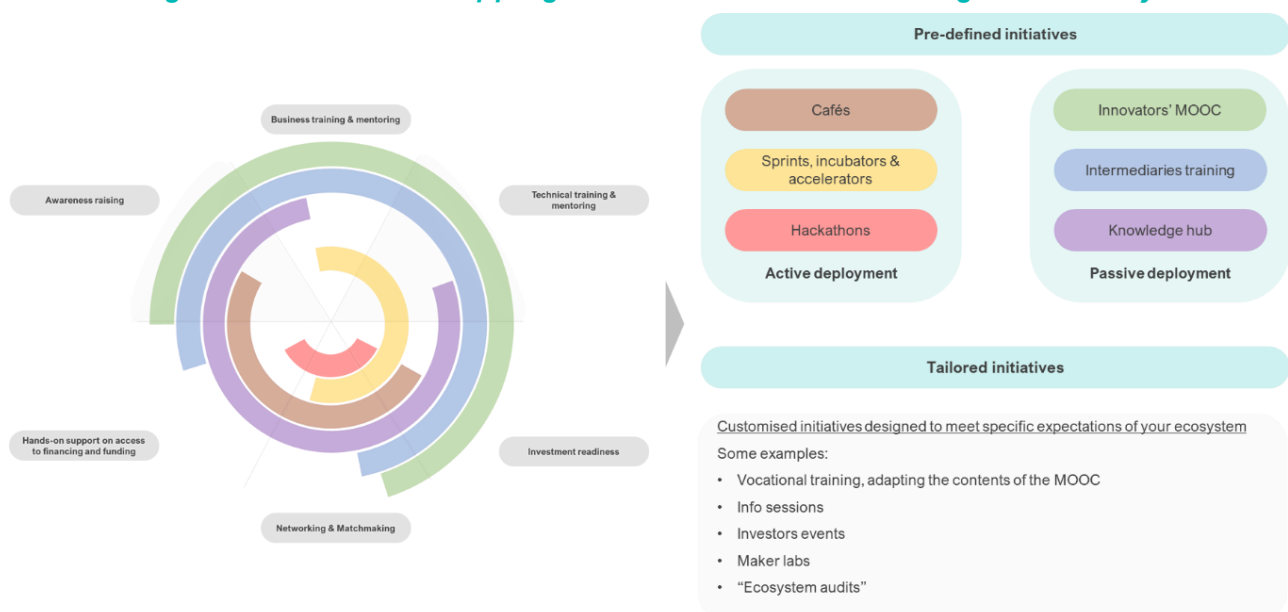 Business training & mentoring
Awareness raising
Technical training &
mentoring
Hands-on support on access
to financing and funding
Investment readiness
Networking & Matchmaking
Pre-defined initiatives
Cafés
Sprints, incubators &
accelerators
Hackathons
Active deployment
Innovators' MOOC
Intermediaries training
Knowledge hub
Passive deployment
Tailored initiatives
Customised initiatives designed to meet specific expectations of your ecosystem
Some examples:
• Vocational training, adapting the contents of the MOOC
• Info sessions
• Investors events
• Maker labs
• “Ecosystem audits”